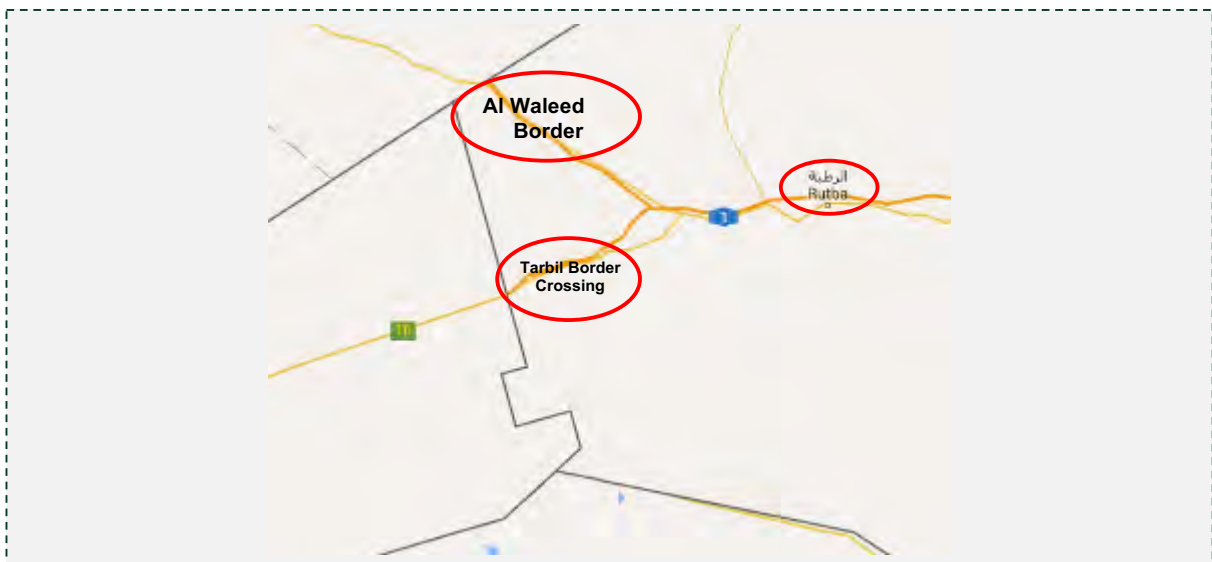 Al Waleed
Border
الرطبة
Rutba
1
Tarbil Border
Crossing
10